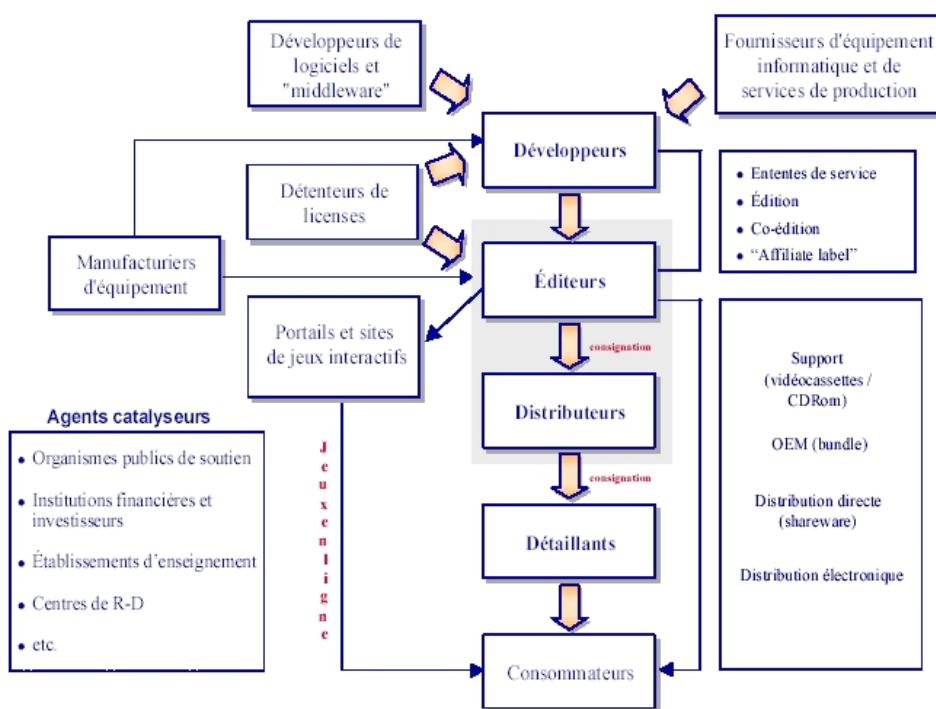 Développeurs de
logiciels et
"middleware"
Fournisseurs d'équipement
informatique et de
services de production
Développeurs
Détenteurs de
licenses
• Ententes de service
• Édition
• Co-édition
• “Affiliate label”
Manufacturiers
d'équipement
Éditeurs
Portails et sites
de jeux interactifs
consignation
Support
(vidécassettes /
CDRom)
OEM (bundle)
Distribution directe
(shareware)
Distribution électronique
Distributeurs
consignation
Agents catalyseurs
• Organismes publics de soutien
• Institutions financières et
investisseurs
• Établissements d’enseignement
• Centres de R-D
• etc.
Jeux en ligne
Détaillants
Consommateurs